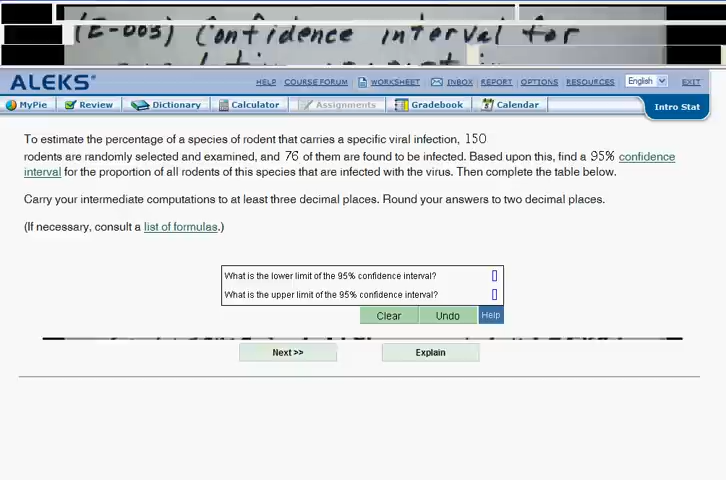 (E-003) Confidence interval for
ALEKS®
HELP COURSE FORUM WORKSHEET INBOX REPORT OPTIONS RESOURCES English EXIT
MyPie Review Dictionary Calculator Assignments Gradebook Calendar Intro Stat
To estimate the percentage of a species of rodent that carries a specific viral infection, 150
rodents are randomly selected and examined, and 76 of them are found to be infected. Based upon this, find a 95% confidence
interval for the proportion of all rodents of this species that are infected with the virus. Then complete the table below.
Carry your intermediate computations to at least three decimal places. Round your answers to two decimal places.
(If necessary, consult a list of formulas.)
What is the lower limit of the 95% confidence interval?
What is the upper limit of the 95% confidence interval?
Clear Undo Help
Next >> Explain